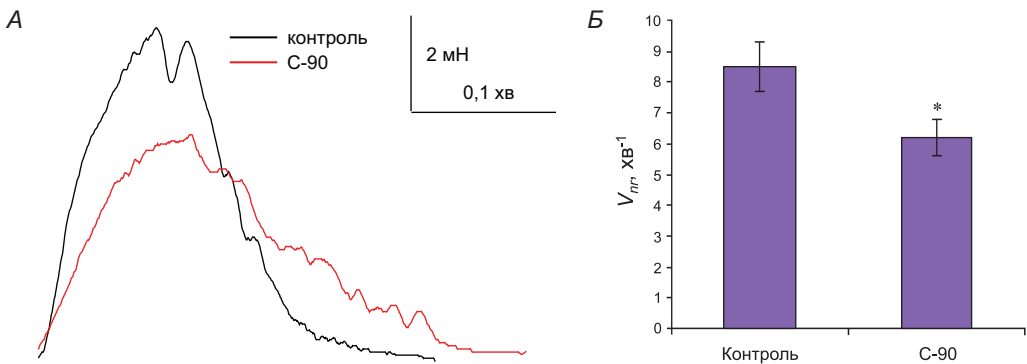 А
контроль
С-90
2 мН
0,1 хв
Б
V_nr, хв⁻¹
10
9
8
7
6
5
4
3
2
1
0
*
Контроль
С-90